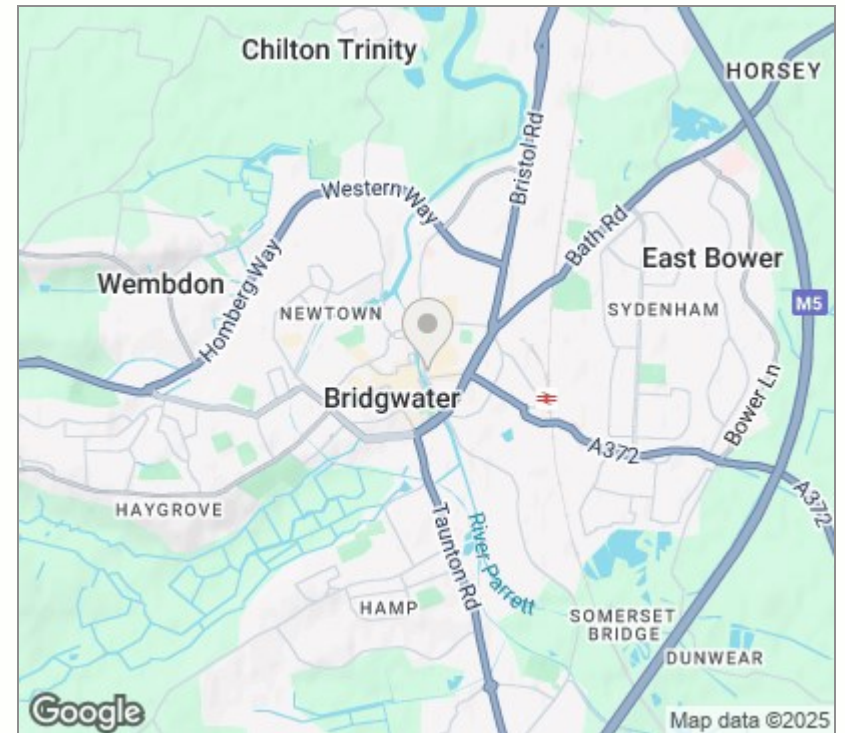 Chilton Trinity
HORSEY
Bristol Rd
Western Way
Bath Rd
East Bower
Wembdon
Homberg Way
NEWTOWN
SYDENHAM
M5
Bridgwater
Bower Ln
A372
A372
HAYGROVE
Taunton Rd
River Parrett
HAMP
SOMERSET
BRIDGE
DUNWEAR
Google
Map data ©2025